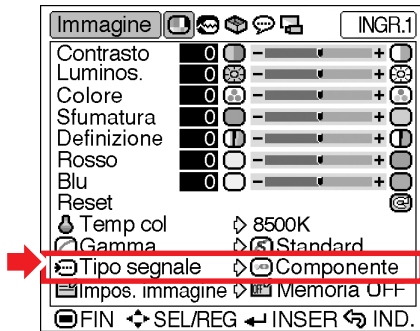 Immagine INGR.1
Contrasto 0 - +
Luminos. 0 - +
Colore 0 - +
Sfumatura 0 - +
Definizione 0 - +
Rosso 0 - +
Blu 0 - +
Reset
Temp col 8500K
Gamma Standard
Tipo segnale Componente
Impos. immagine Memoria OFF
FIN SEL/REG INSER IND.